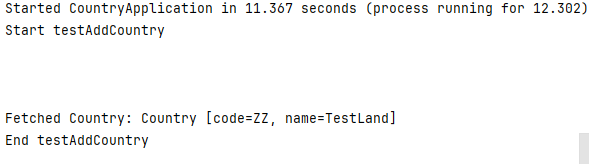 Started CountryApplication in 11.367 seconds (process running for 12.302)
Start testAddCountry
Fetched Country: Country [code=ZZ, name=TestLand]
End testAddCountry